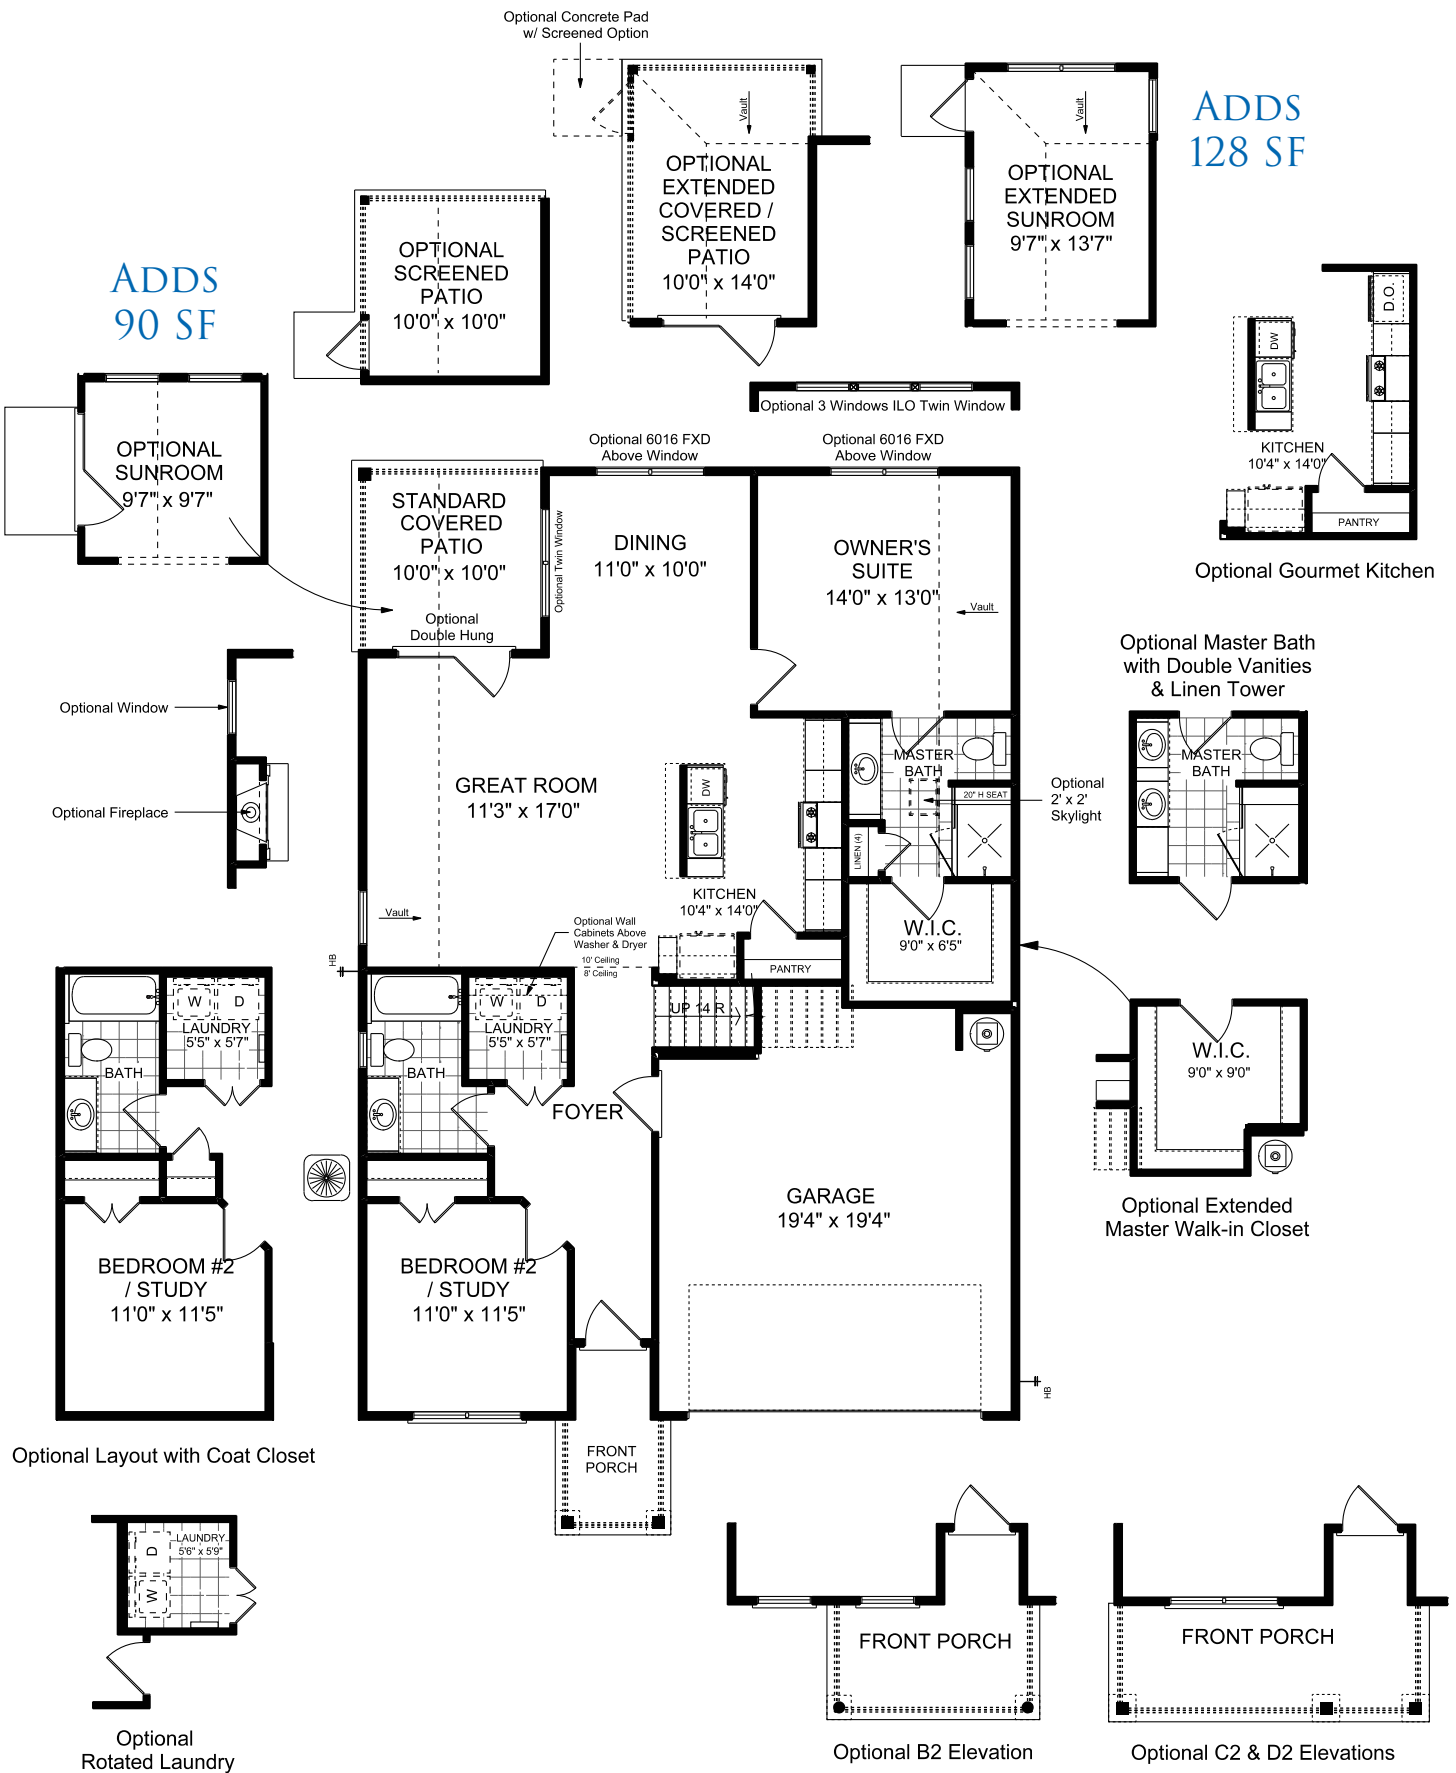 Optional Concrete Pad
w/ Screened Option
Vault
OPTIONAL
EXTENDED
COVERED /
SCREENED
PATIO
10'0" x 14'0"
Vault
OPTIONAL
EXTENDED
SUNROOM
9'7" x 13'7"
ADDS
128 SF
OPTIONAL
SCREENED
PATIO
10'0" x 10'0"
ADDS
90 SF
OPTIONAL
SUNROOM
9'7" x 9'7"
Optional 3 Windows ILO Twin Window
D.O.
DW
KITCHEN
10'4" x 14'0"
PANTRY
Optional Gourmet Kitchen
Optional 6016 FXD
Above Window
Optional 6016 FXD
Above Window
STANDARD
COVERED
PATIO
10'0" x 10'0"
Optional
Double Hung
Optional Twin Window
DINING
11'0" x 10'0"
OWNER'S
SUITE
14'0" x 13'0"
Vault
Optional Window
Optional Fireplace
GREAT ROOM
11'3" x 17'0"
Vault
DW
KITCHEN
10'4" x 14'0"
PANTRY
MASTER
BATH
20" H SEAT
LINEN (4)
Optional
2' x 2'
Skylight
W.I.C.
9'0" x 6'5"
Optional Master Bath
with Double Vanities
& Linen Tower
MASTER
BATH
Optional Wall
Cabinets Above
Washer & Dryer
10' Ceiling
8' Ceiling
HB
W
D
LAUNDRY
5'5" x 5'7"
BATH
W
D
LAUNDRY
5'5" x 5'7"
BATH
UP 14 R
FOYER
W.I.C.
9'0" x 9'0"
Optional Extended
Master Walk-in Closet
GARAGE
19'4" x 19'4"
BEDROOM #2
/ STUDY
11'0" x 11'5"
BEDROOM #2
/ STUDY
11'0" x 11'5"
HB
Optional Layout with Coat Closet
FRONT
PORCH
D
W
LAUNDRY
5'6" x 5'9"
Optional
Rotated Laundry
FRONT PORCH
Optional B2 Elevation
FRONT PORCH
Optional C2 & D2 Elevations